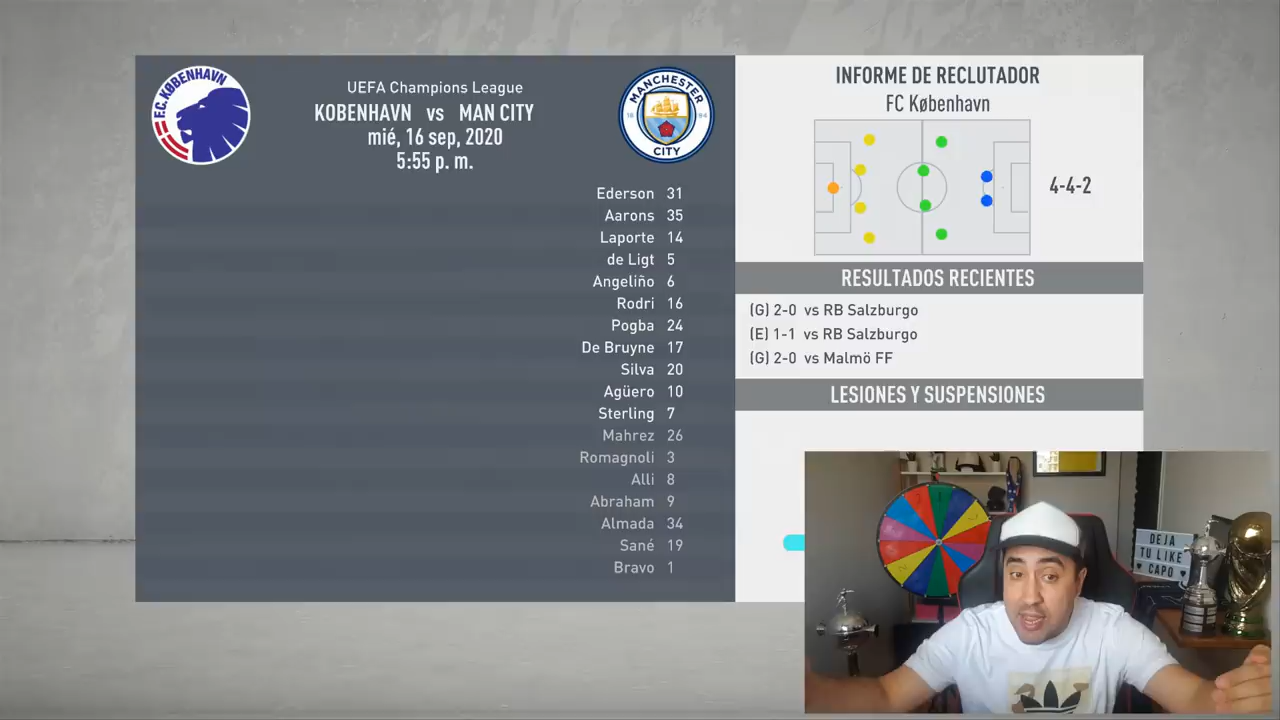 F.C. KØBENHAVN
UEFA Champions League
KOBENHAVN vs MAN CITY
mié, 16 sep, 2020
5:55 p. m.
MANCHESTER
18 94
CITY
Ederson 31
Aarons 35
Laporte 14
de Ligt 5
Angeliño 6
Rodri 16
Pogba 24
De Bruyne 17
Silva 20
Agüero 10
Sterling 7
Mahrez 26
Romagnoli 3
Alli 8
Abraham 9
Almada 34
Sané 19
Bravo 1
INFORME DE RECLUTADOR
FC København
4-4-2
RESULTADOS RECIENTES
(G) 2-0 vs RB Salzburgo
(E) 1-1 vs RB Salzburgo
(G) 2-0 vs Malmö FF
LESIONES Y SUSPENSIONES
DEJA
TU LIKE
CAPO